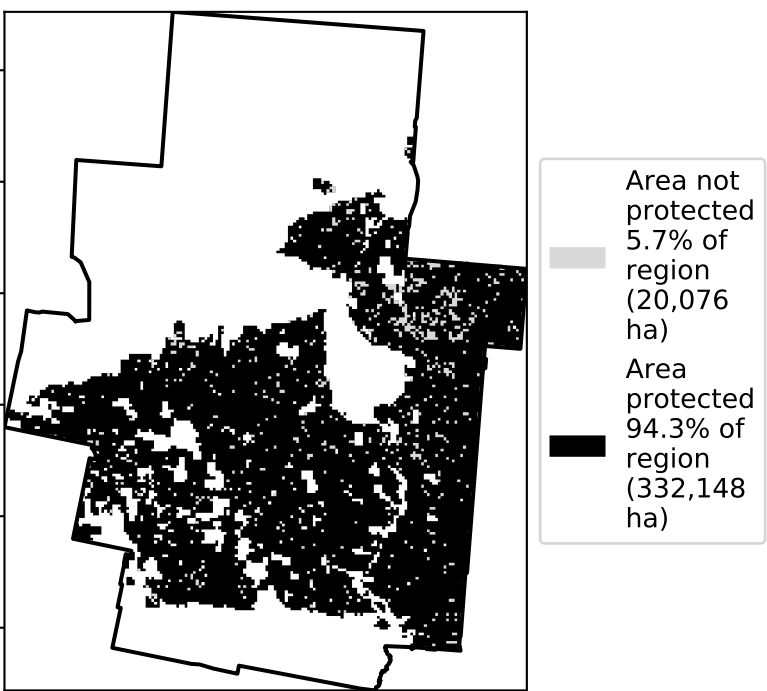 Area not
protected
5.7% of
region
(20,076
ha)
Area
protected
94.3% of
region
(332,148
ha)